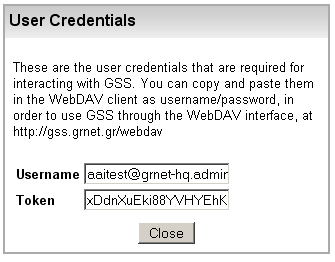 User Credentials
These are the user credentials that are required for
interacting with GSS. You can copy and paste them
in the WebDAV client as username/password, in
order to use GSS through the WebDAV interface, at
http://gss.grnet.gr/webdav
Username aaitest@grnet-hq.admir
Token xDdnXuEki88YVHYEhK
Close